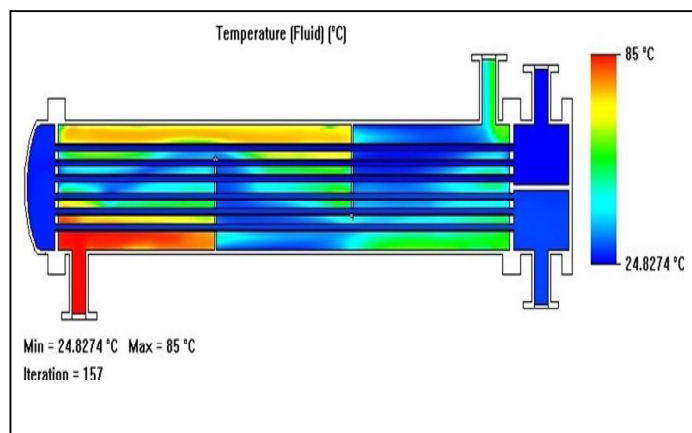 Temperature (Fluid) (°C)
85 °C
24.8274 °C
Min = 24.8274 °C Max = 85 °C
Iteration = 157